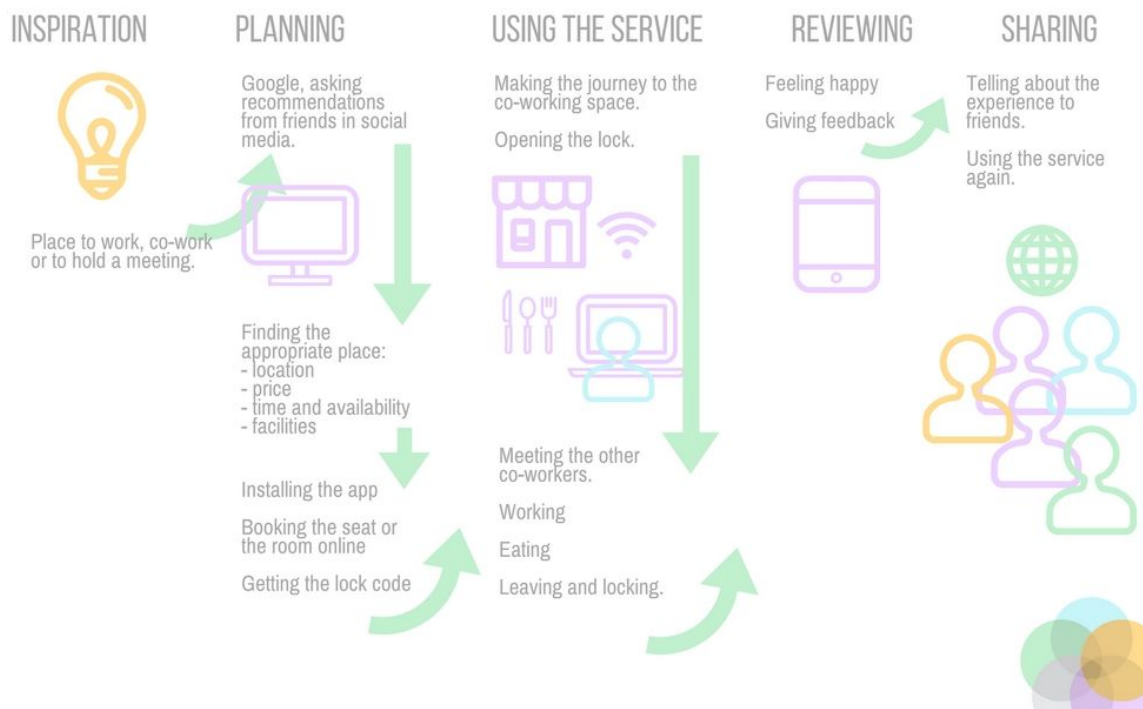 INSPIRATION
Place to work, co-work
or to hold a meeting.
PLANNING
Google, asking
recommendations
from friends in social
media.
Finding the
appropriate place:
- location
- price
- time and availability
- facilities
Installing the app
Booking the seat or
the room online
Getting the lock code
USING THE SERVICE
Making the journey to the
co-working space.
Opening the lock.
Meeting the other
co-workers.
Working
Eating
Leaving and locking.
REVIEWING
Feeling happy
Giving feedback
SHARING
Telling about the
experience to
friends.
Using the service
again.